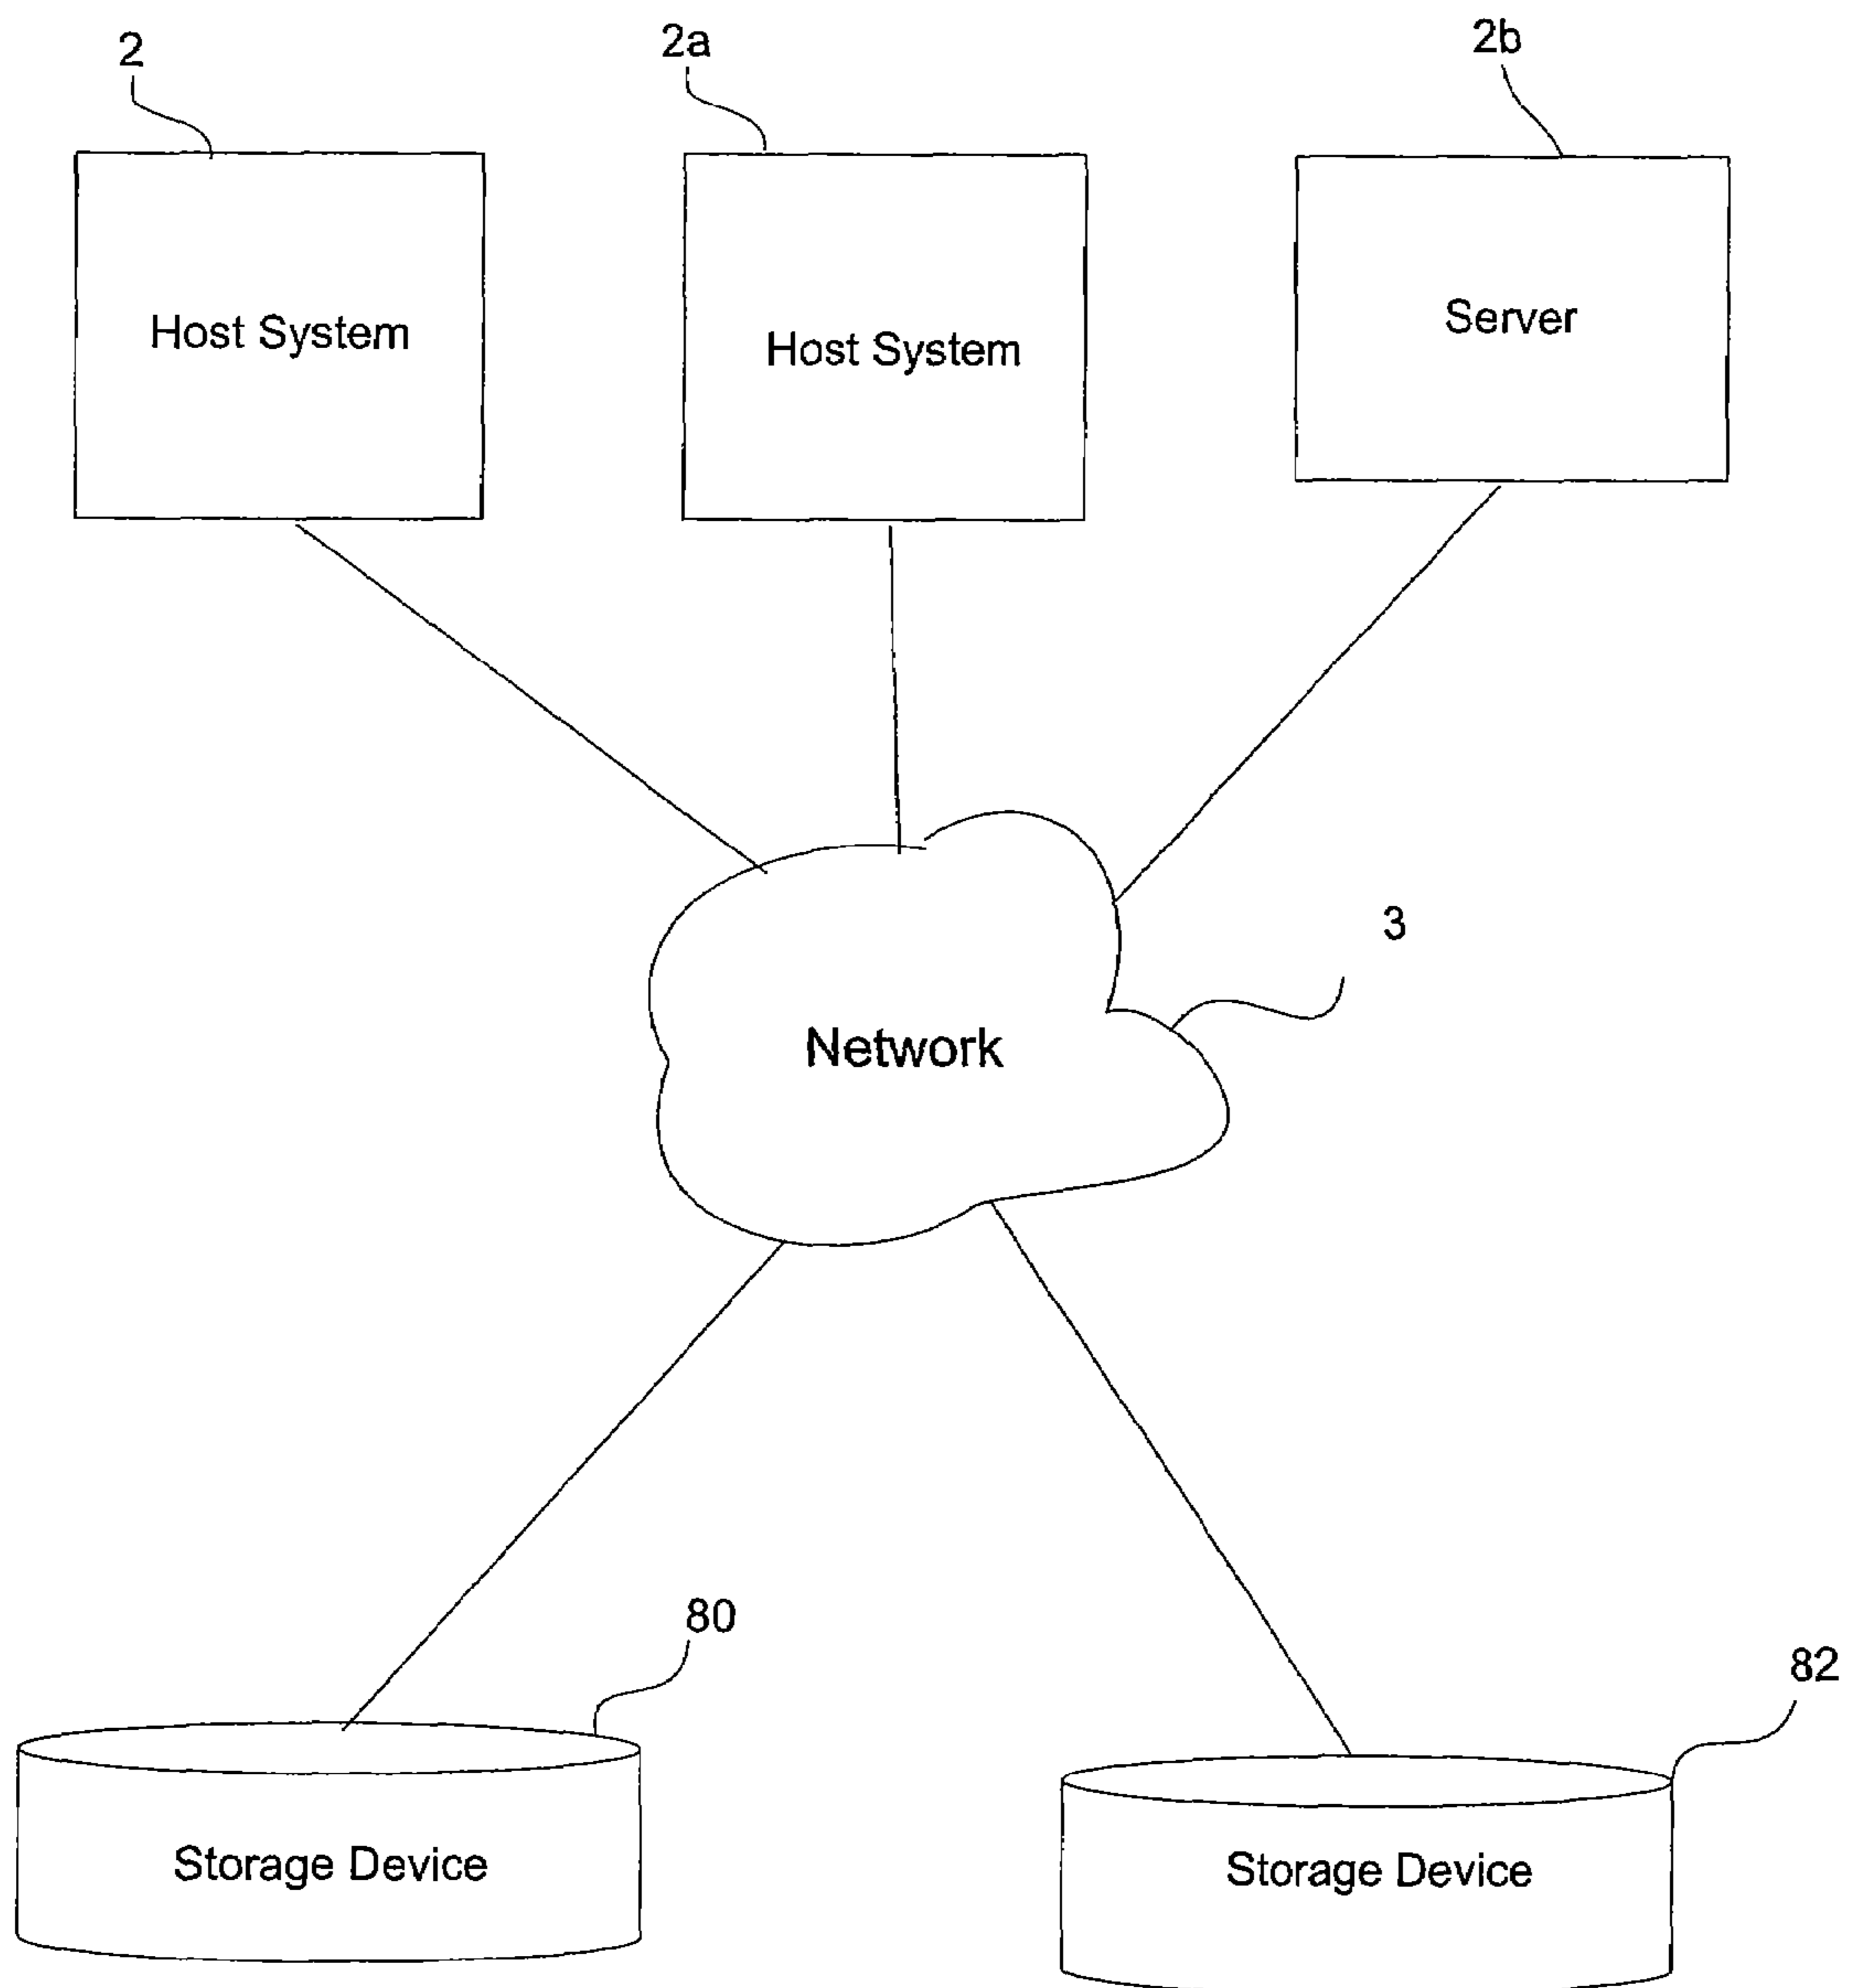 2
2a
2b
Host System
Host System
Server
3
Network
80
82
Storage Device
Storage Device